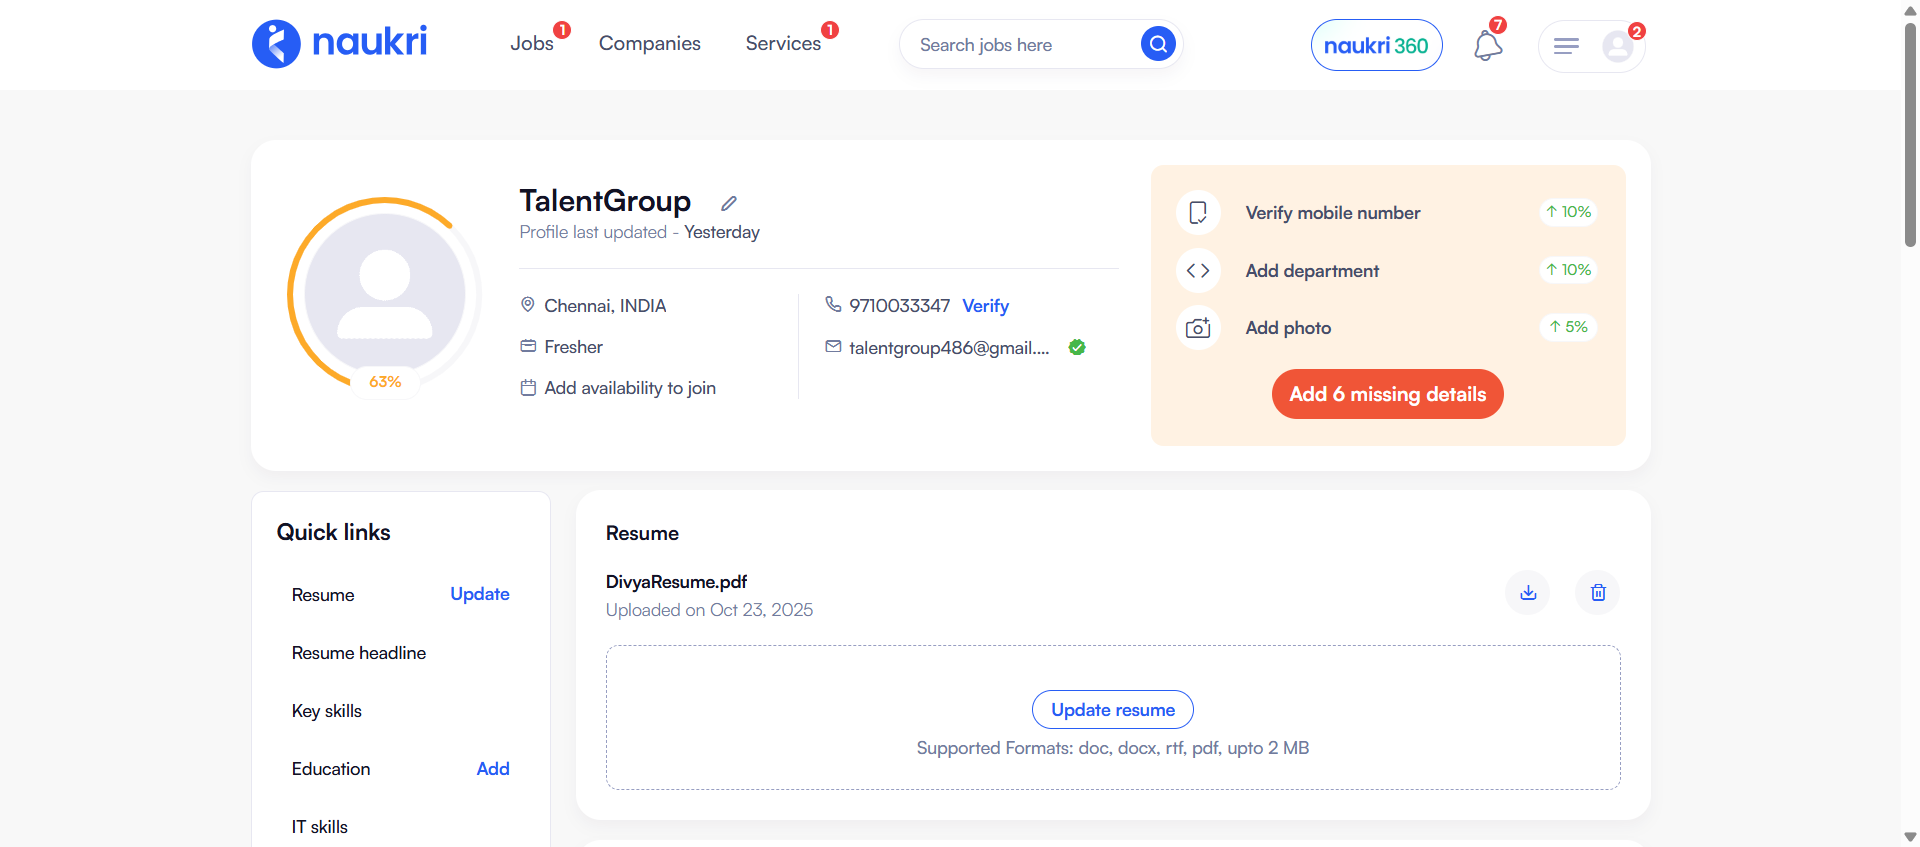 naukri
Jobs 1
Companies
Services 1
Search jobs here
naukri 360
7
2
63%
TalentGroup
Profile last updated - Yesterday
Chennai, INDIA
Fresher
Add availability to join
9710033347 Verify
talentgroup486@gmail....
Verify mobile number ↑ 10%
Add department ↑ 10%
Add photo ↑ 5%
Add 6 missing details
Quick links
Resume Update
Resume headline
Key skills
Education Add
IT skills
Resume
DivyaResume.pdf
Uploaded on Oct 23, 2025
Update resume
Supported Formats: doc, docx, rtf, pdf, upto 2 MB